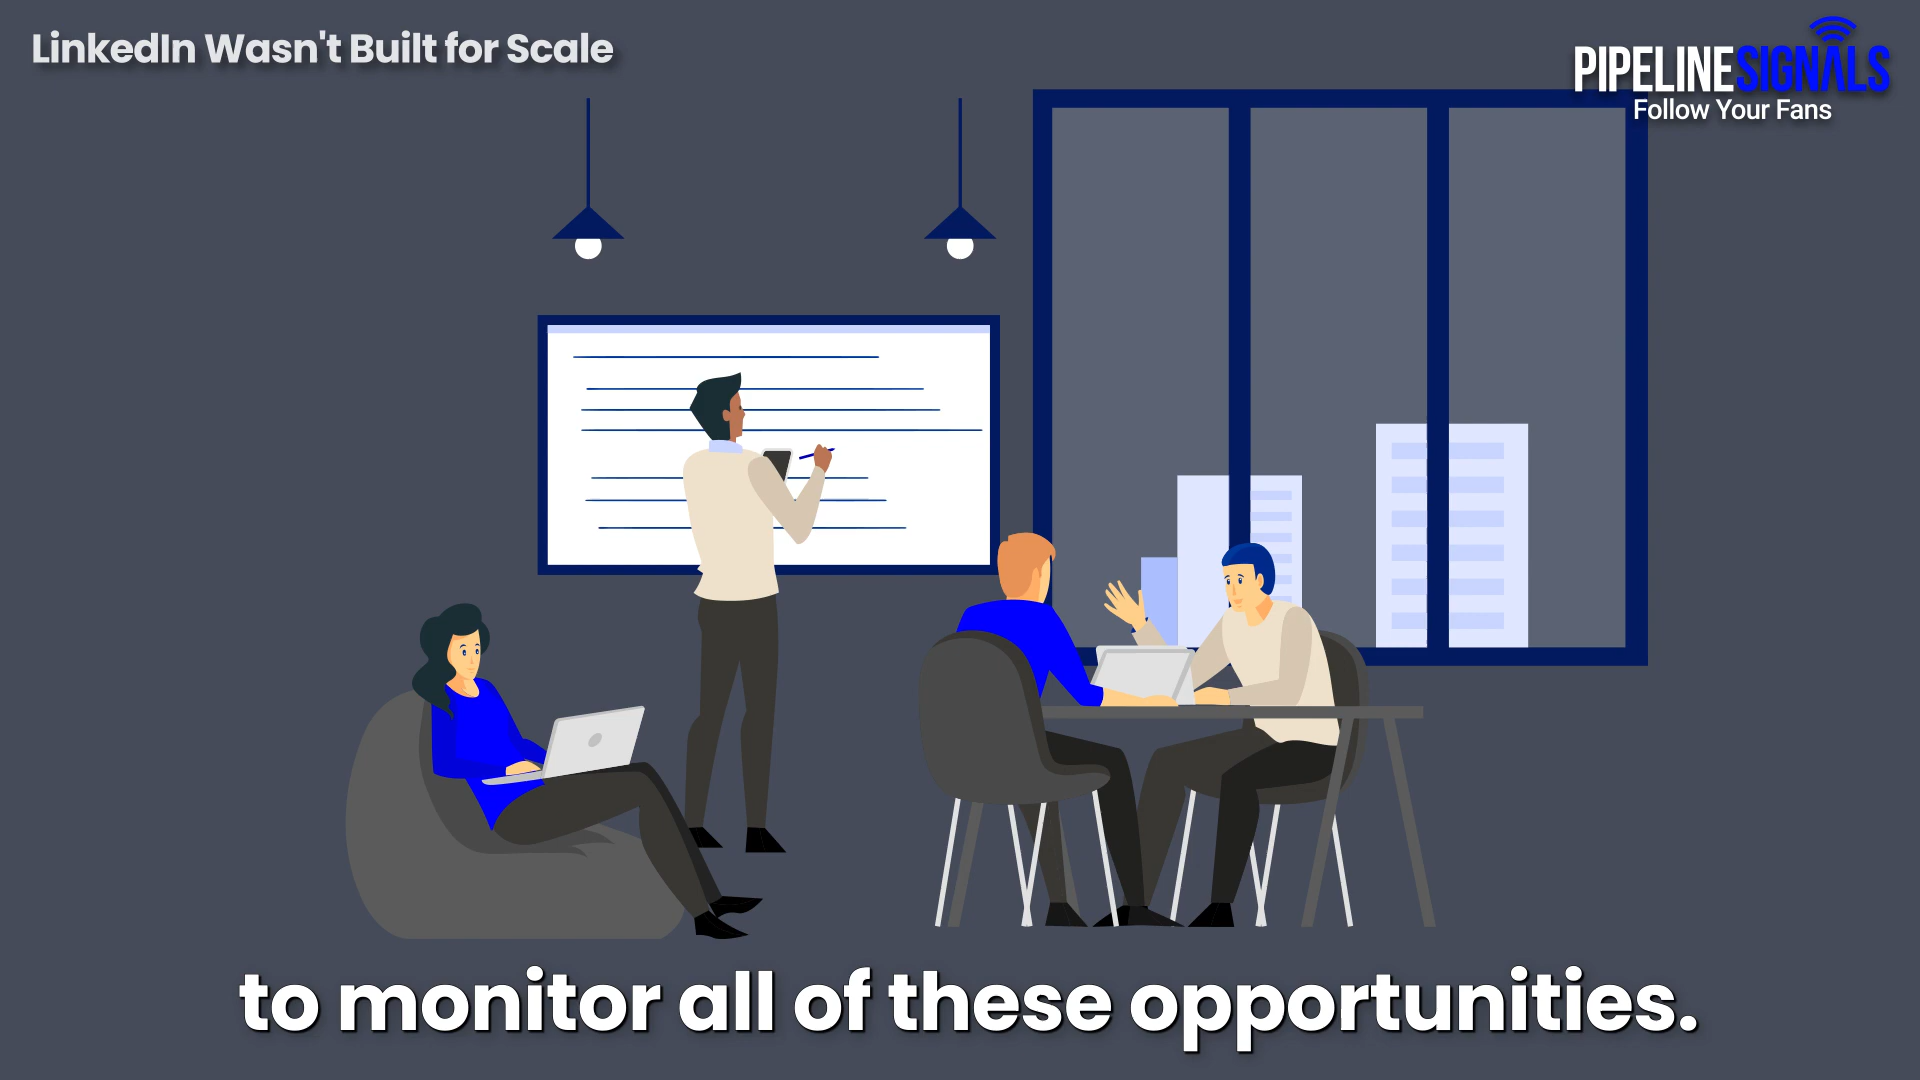 LinkedIn Wasn't Built for Scale
PIPELINESIGNALS
Follow Your Fans
to monitor all of these opportunities.